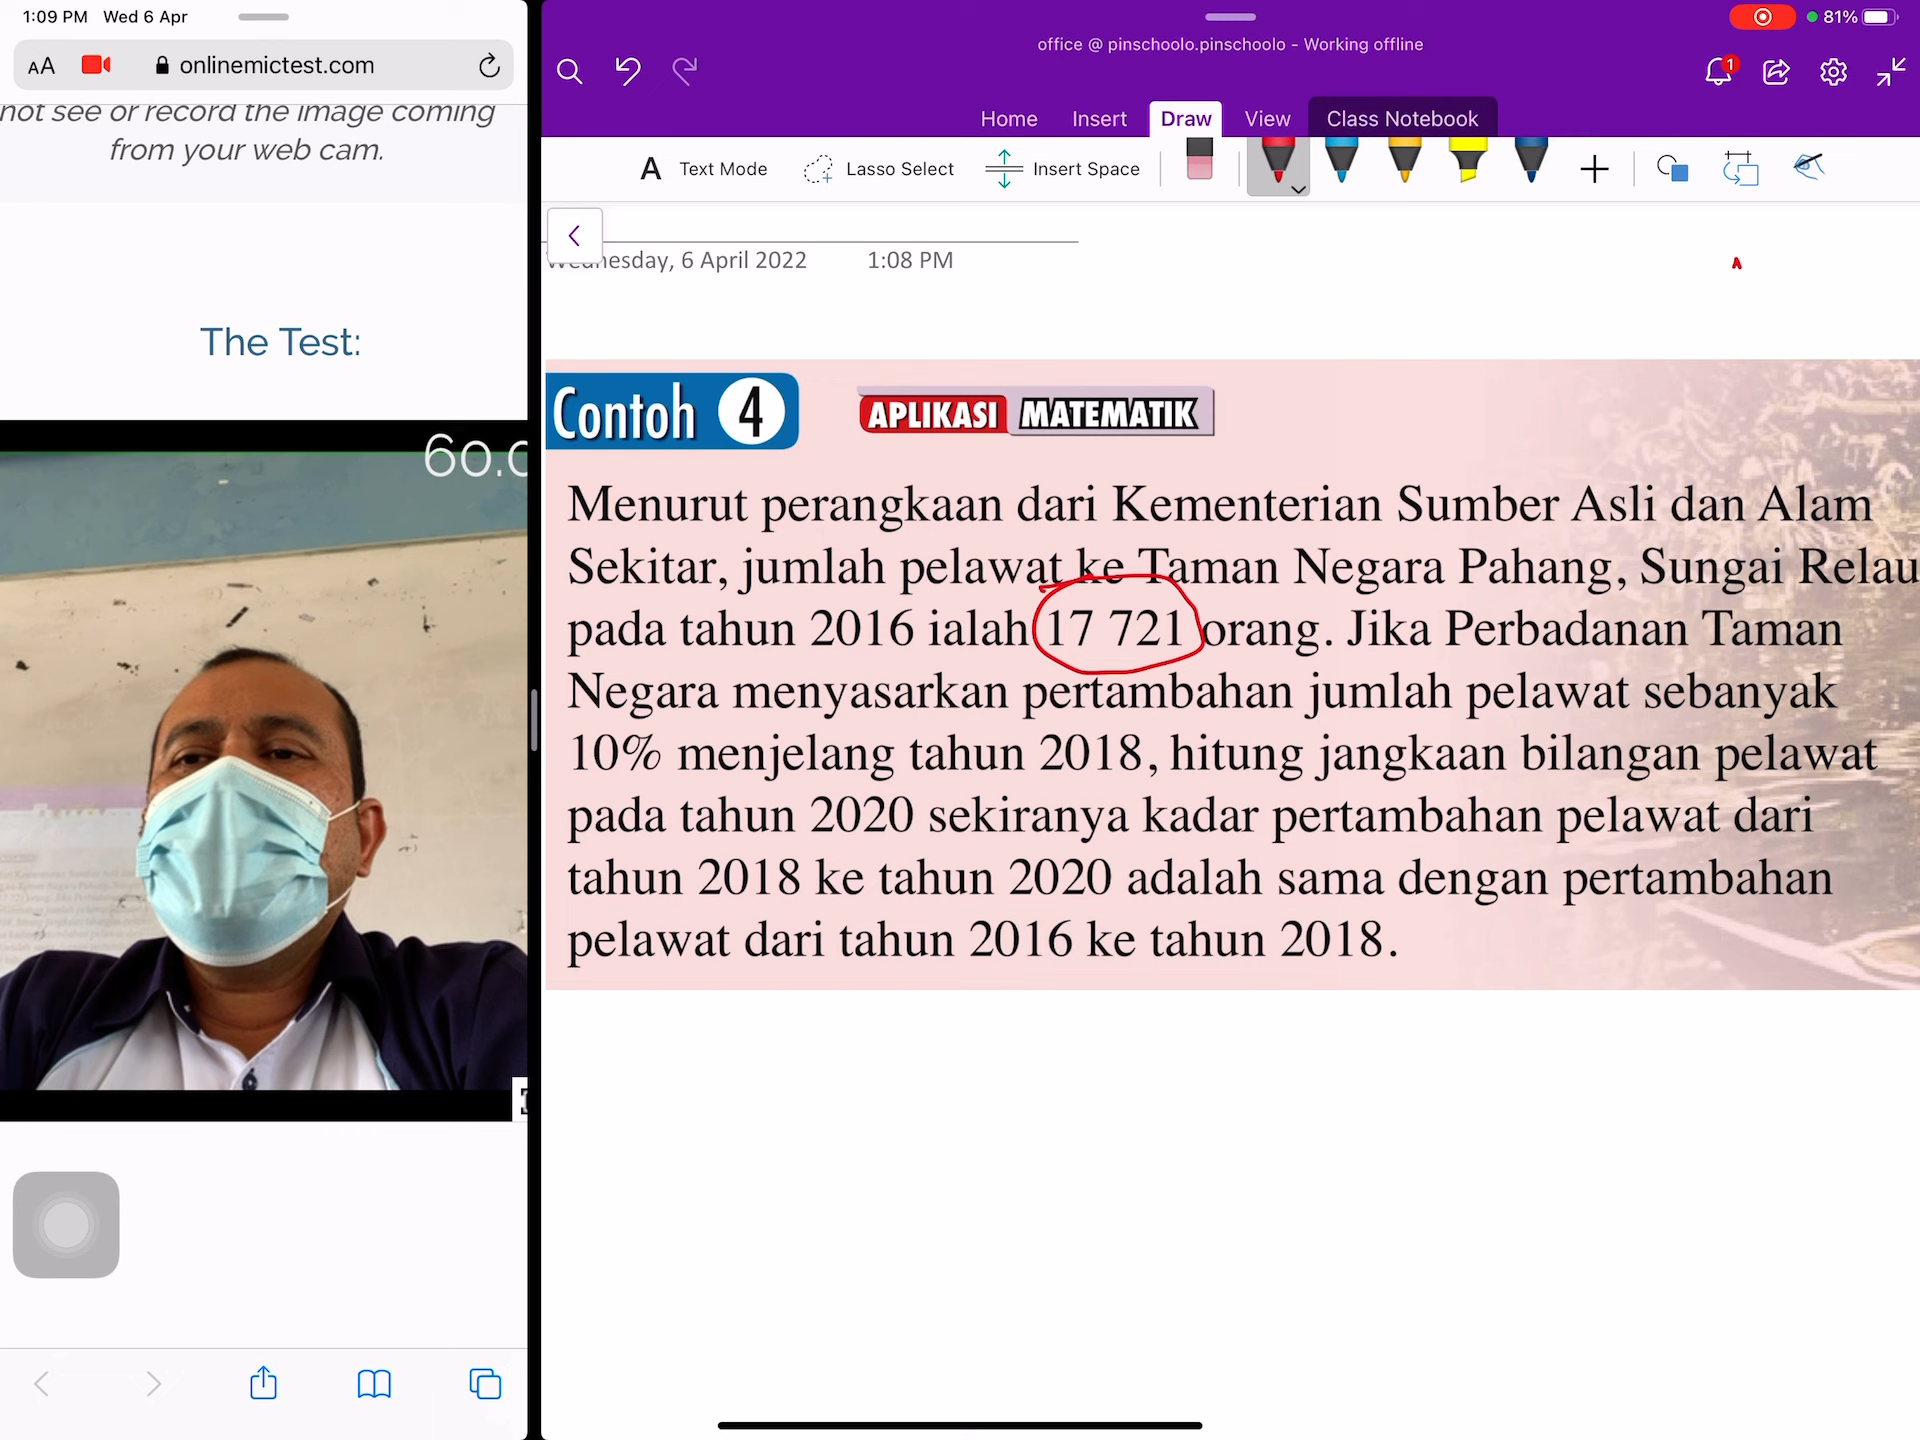 1:09 PM Wed 6 Apr
AA onlinemictest.com
not see or record the image coming
from your web cam.
The Test:
60.0
81%
office @ pinschoolo.pinschoolo - Working offline
1
Home Insert Draw View Class Notebook
A Text Mode Lasso Select Insert Space
Wednesday, 6 April 2022 1:08 PM
Contoh 4 APLIKASI MATEMATIK
Menurut perangkaan dari Kementerian Sumber Asli dan Alam
Sekitar, jumlah pelawat ke Taman Negara Pahang, Sungai Relau
pada tahun 2016 ialah 17 721 orang. Jika Perbadanan Taman
Negara menyasarkan pertambahan jumlah pelawat sebanyak
10% menjelang tahun 2018, hitung jangkaan bilangan pelawat
pada tahun 2020 sekiranya kadar pertambahan pelawat dari
tahun 2018 ke tahun 2020 adalah sama dengan pertambahan
pelawat dari tahun 2016 ke tahun 2018.